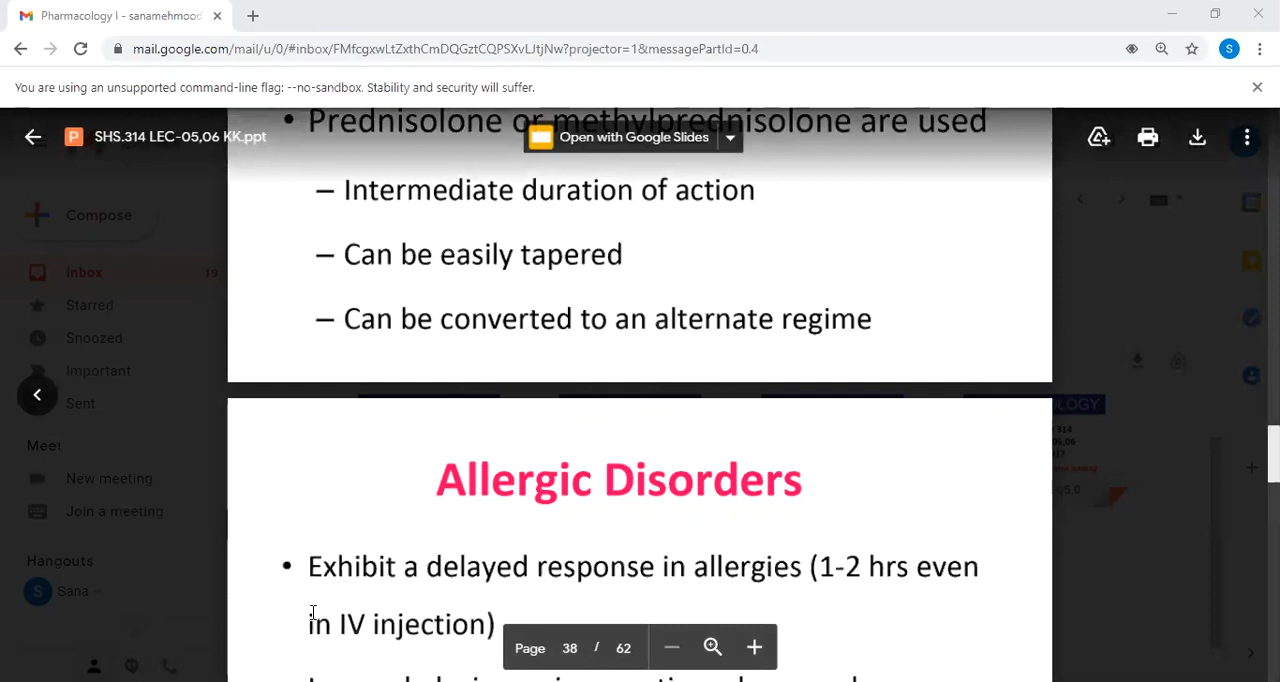 Pharmacology I - sanamehmood
mail.google.com/mail/u/0/#inbox/FMfcgxwLtZxthCmDQGztCQPSXvLJtjNw?projector=1&messagePartId=0.4
S
You are using an unsupported command-line flag: --no-sandbox. Stability and security will suffer.
• Prednisolone or methylprednisolone are used
P
SHS.314 LEC-05,06 KK.ppt
Open with Google Slides
– Intermediate duration of action
Compose
– Can be easily tapered
Inbox 19
Starred
– Can be converted to an alternate regime
Snoozed
Important
Sent
OLOGY
314
05,06
Meet
Allergic Disorders
New meeting
Join a meeting
Hangouts
• Exhibit a delayed response in allergies (1-2 hrs even
S Sana
in IV injection)
Page 38 / 62